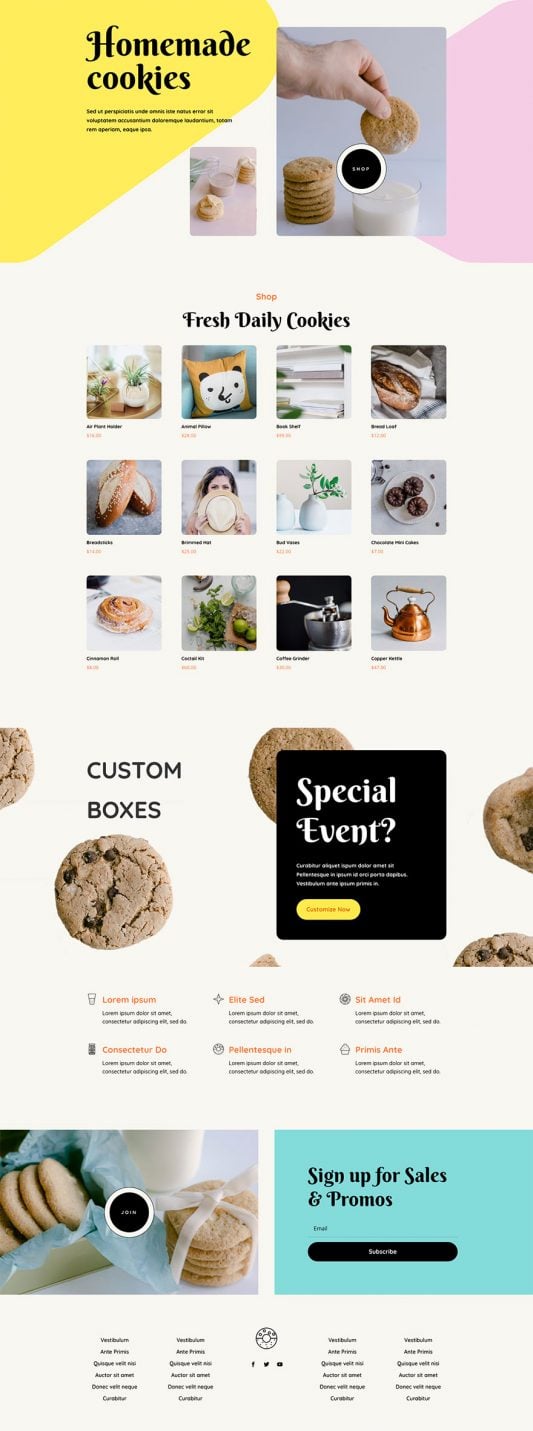 Homemade
cookies
Sed ut perspiciatis unde omnis iste natus error sit
voluptatem accusantium doloremque laudantium, totam
rem aperiam, eaque ipsa.
SHOP
Shop
Fresh Daily Cookies
Air Plant Holder
Animal Pillow
Book Shelf
Bread Loaf
$16.00
$28.00
$99.00
$12.00
Breadsticks
Brimmed Hat
Bud Vases
Chocolate Mini Cakes
$14.00
$25.00
$22.00
$7.00
Cinnamon Roll
Coctail Kit
Coffee Grinder
Copper Kettle
$67.00
CUSTOM
BOXES
Special
Event?
Curabitur aliquet ispum dolor amet sit
Pellentesque in ipsum id orci porta dapibus.
Vestibulum ante ipsum primis in.
Customize Now
Lorem ipsum
Elite Sed
Sit Amet Id
Lorem ipsum dolor sit amet,
consectetur adipiscing elit, sed do.
Lorem ipsum dolor sit amet,
consectetur adipiscing elit, sed do.
Lorem ipsum dolor sit amet,
consectetur adipiscing elit, sed do.
Consectetur Do
Pellentesque in
Primis Ante
Lorem ipsum dolor sit amet,
consectetur adipiscing elit, sed do.
Lorem ipsum dolor sit amet,
consectetur adipiscing elit, sed do.
Lorem ipsum dolor sit amet,
consectetur adipiscing elit, sed do.
JOIN
Sign up for Sales
& Promos
Email
Subscribe
Vestibulum
Ante Primis
Quisque velit nisi
Auctor sit amet
Donec velit neque
Curabitur
Vestibulum
Ante Primis
Quisque velit nisi
Auctor sit amet
Donec velit neque
Curabitur
Vestibulum
Ante Primis
Quisque velit nisi
Auctor sit amet
Donec velit neque
Curabitur
Vestibulum
Ante Primis
Quisque velit nisi
Auctor sit amet
Donec velit neque
Curabitur